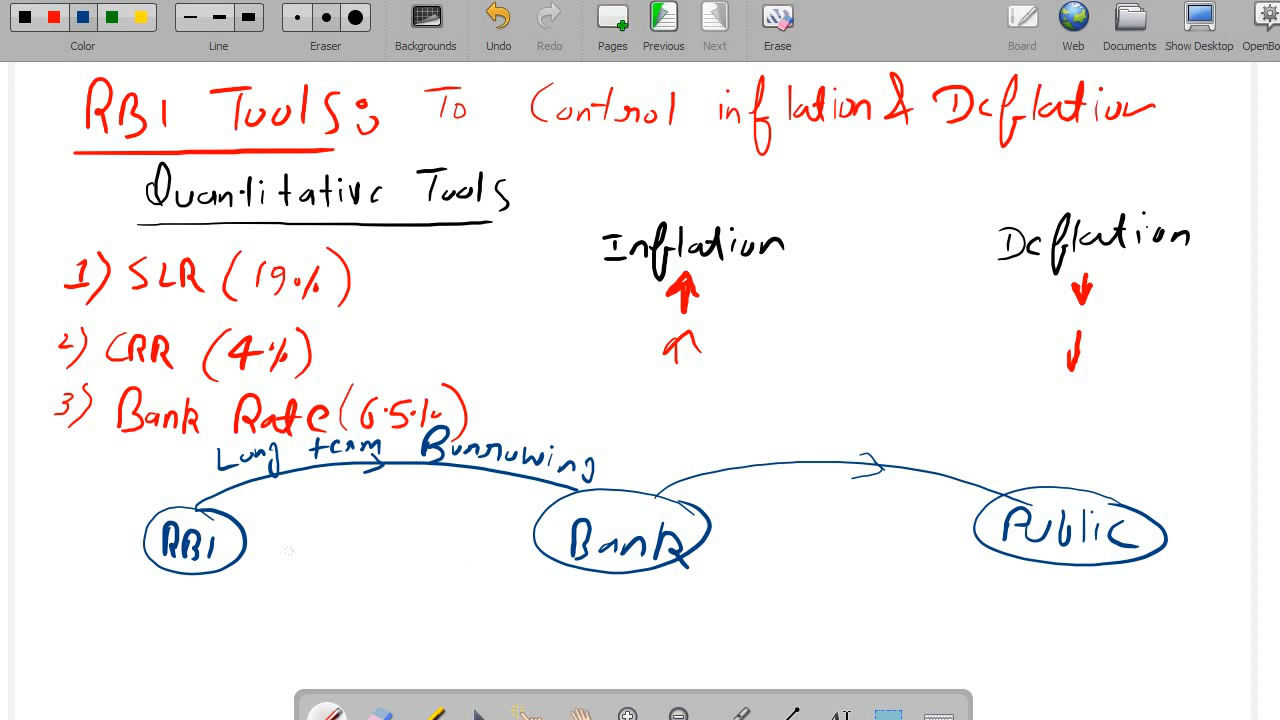 Color Line Eraser Backgrounds Undo Redo Pages Previous Next Erase Board Web Documents Show Desktop OpenBo
RBI Tools: To Control inflation & Deflation
Quantitative Tools
Inflation Deflation
1) SLR (19%)
2) CRR (4%)
3) Bank Rate (6.5%)
Long term Borrowing
RBI Bank Public